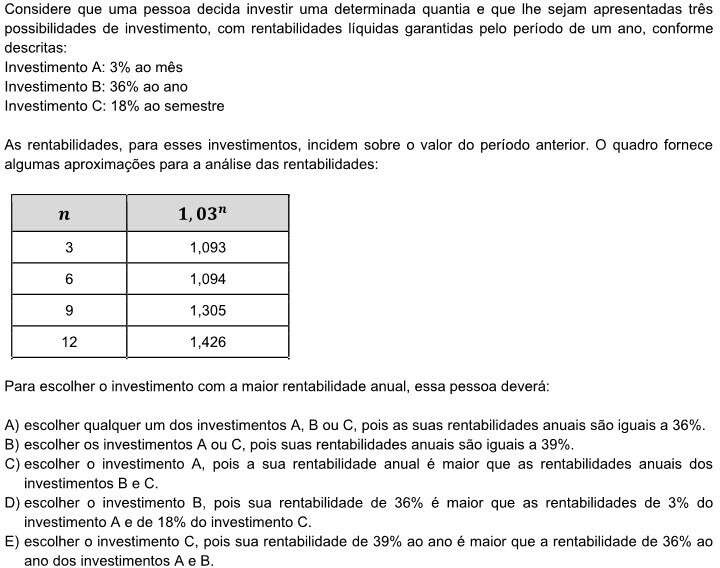 Considere que uma pessoa decida investir uma determinada quantia e que lhe sejam apresentadas três
possibilidades de investimento, com rentabilidades líquidas garantidas pelo período de um ano, conforme
descritas:
Investimento A: 3% ao mês
Investimento B: 36% ao ano
Investimento C: 18% ao semestre
As rentabilidades, para esses investimentos, incidem sobre o valor do período anterior. O quadro fornece
algumas aproximações para a análise das rentabilidades:
n 1,03ⁿ
3 1,093
6 1,094
9 1,305
12 1,426
Para escolher o investimento com a maior rentabilidade anual, essa pessoa deverá:
A) escolher qualquer um dos investimentos A, B ou C, pois as suas rentabilidades anuais são iguais a 36%.
B) escolher os investimentos A ou C, pois suas rentabilidades anuais são iguais a 39%.
C) escolher o investimento A, pois a sua rentabilidade anual é maior que as rentabilidades anuais dos
investimentos B e C.
D) escolher o investimento B, pois sua rentabilidade de 36% é maior que as rentabilidades de 3% do
investimento A e de 18% do investimento C.
E) escolher o investimento C, pois sua rentabilidade de 39% ao ano é maior que a rentabilidade de 36% ao
ano dos investimentos A e B.